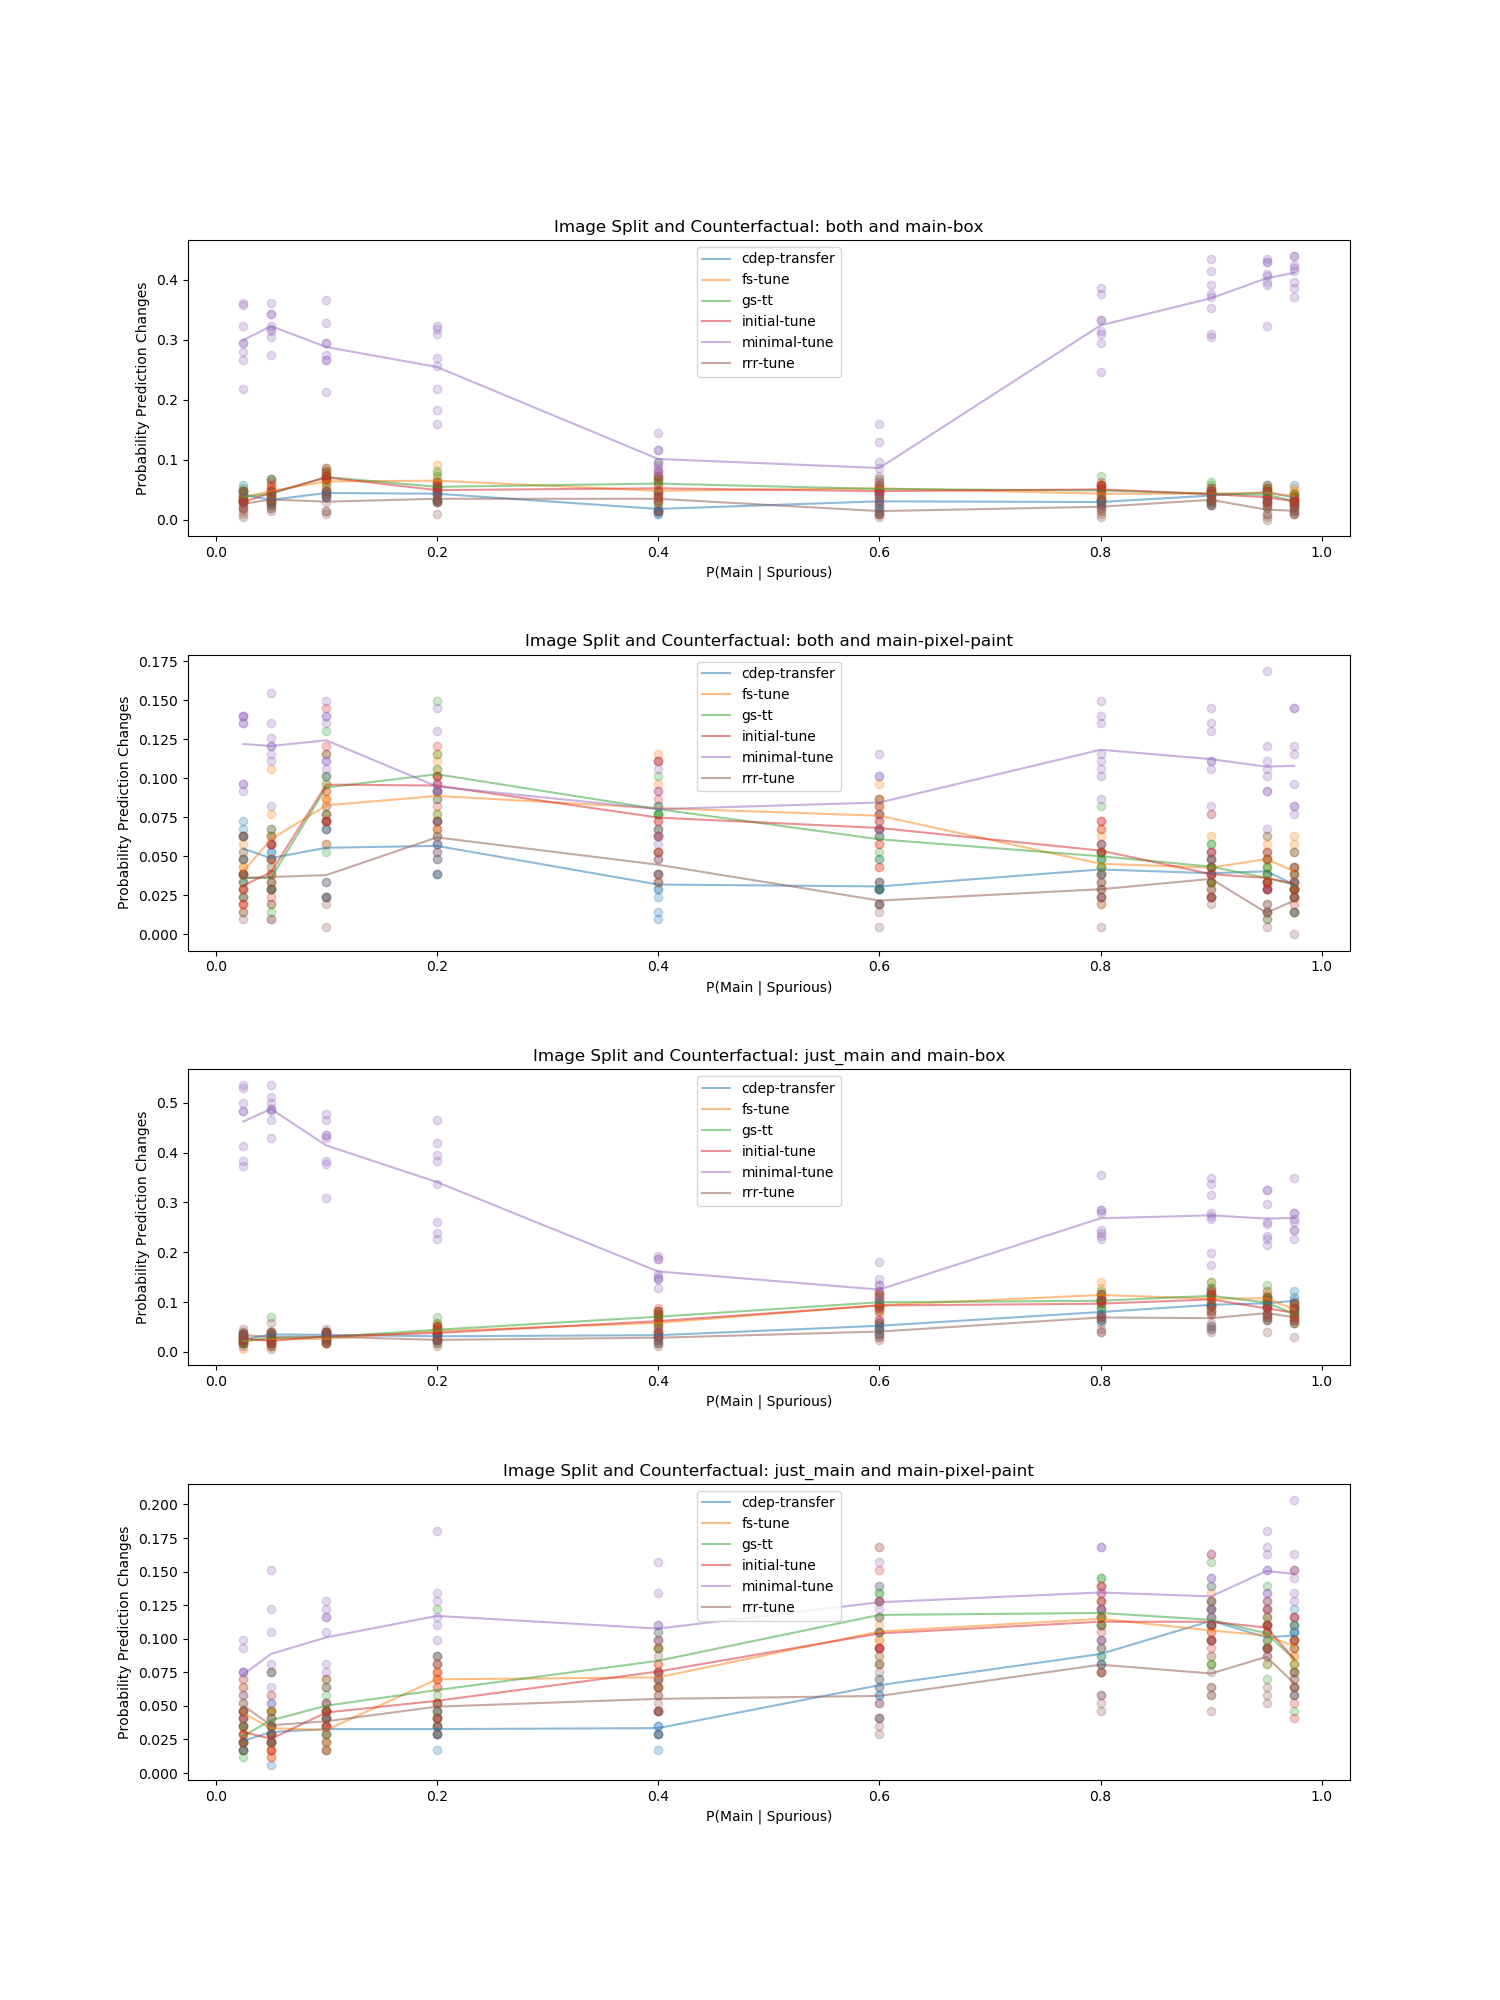 Image Split and Counterfactual: both and main-box
Probability Prediction Changes
0.4
0.3
0.2
0.1
0.0
cdep-transfer
fs-tune
gs-tt
initial-tune
minimal-tune
rrr-tune
0.0 0.2 0.4 0.6 0.8 1.0
P(Main | Spurious)
Image Split and Counterfactual: both and main-pixel-paint
Probability Prediction Changes
0.175
0.150
0.125
0.100
0.075
0.050
0.025
0.000
cdep-transfer
fs-tune
gs-tt
initial-tune
minimal-tune
rrr-tune
0.0 0.2 0.4 0.6 0.8 1.0
P(Main | Spurious)
Image Split and Counterfactual: just_main and main-box
Probability Prediction Changes
0.5
0.4
0.3
0.2
0.1
0.0
cdep-transfer
fs-tune
gs-tt
initial-tune
minimal-tune
rrr-tune
0.0 0.2 0.4 0.6 0.8 1.0
P(Main | Spurious)
Image Split and Counterfactual: just_main and main-pixel-paint
Probability Prediction Changes
0.200
0.175
0.150
0.125
0.100
0.075
0.050
0.025
0.000
cdep-transfer
fs-tune
gs-tt
initial-tune
minimal-tune
rrr-tune
0.0 0.2 0.4 0.6 0.8 1.0
P(Main | Spurious)